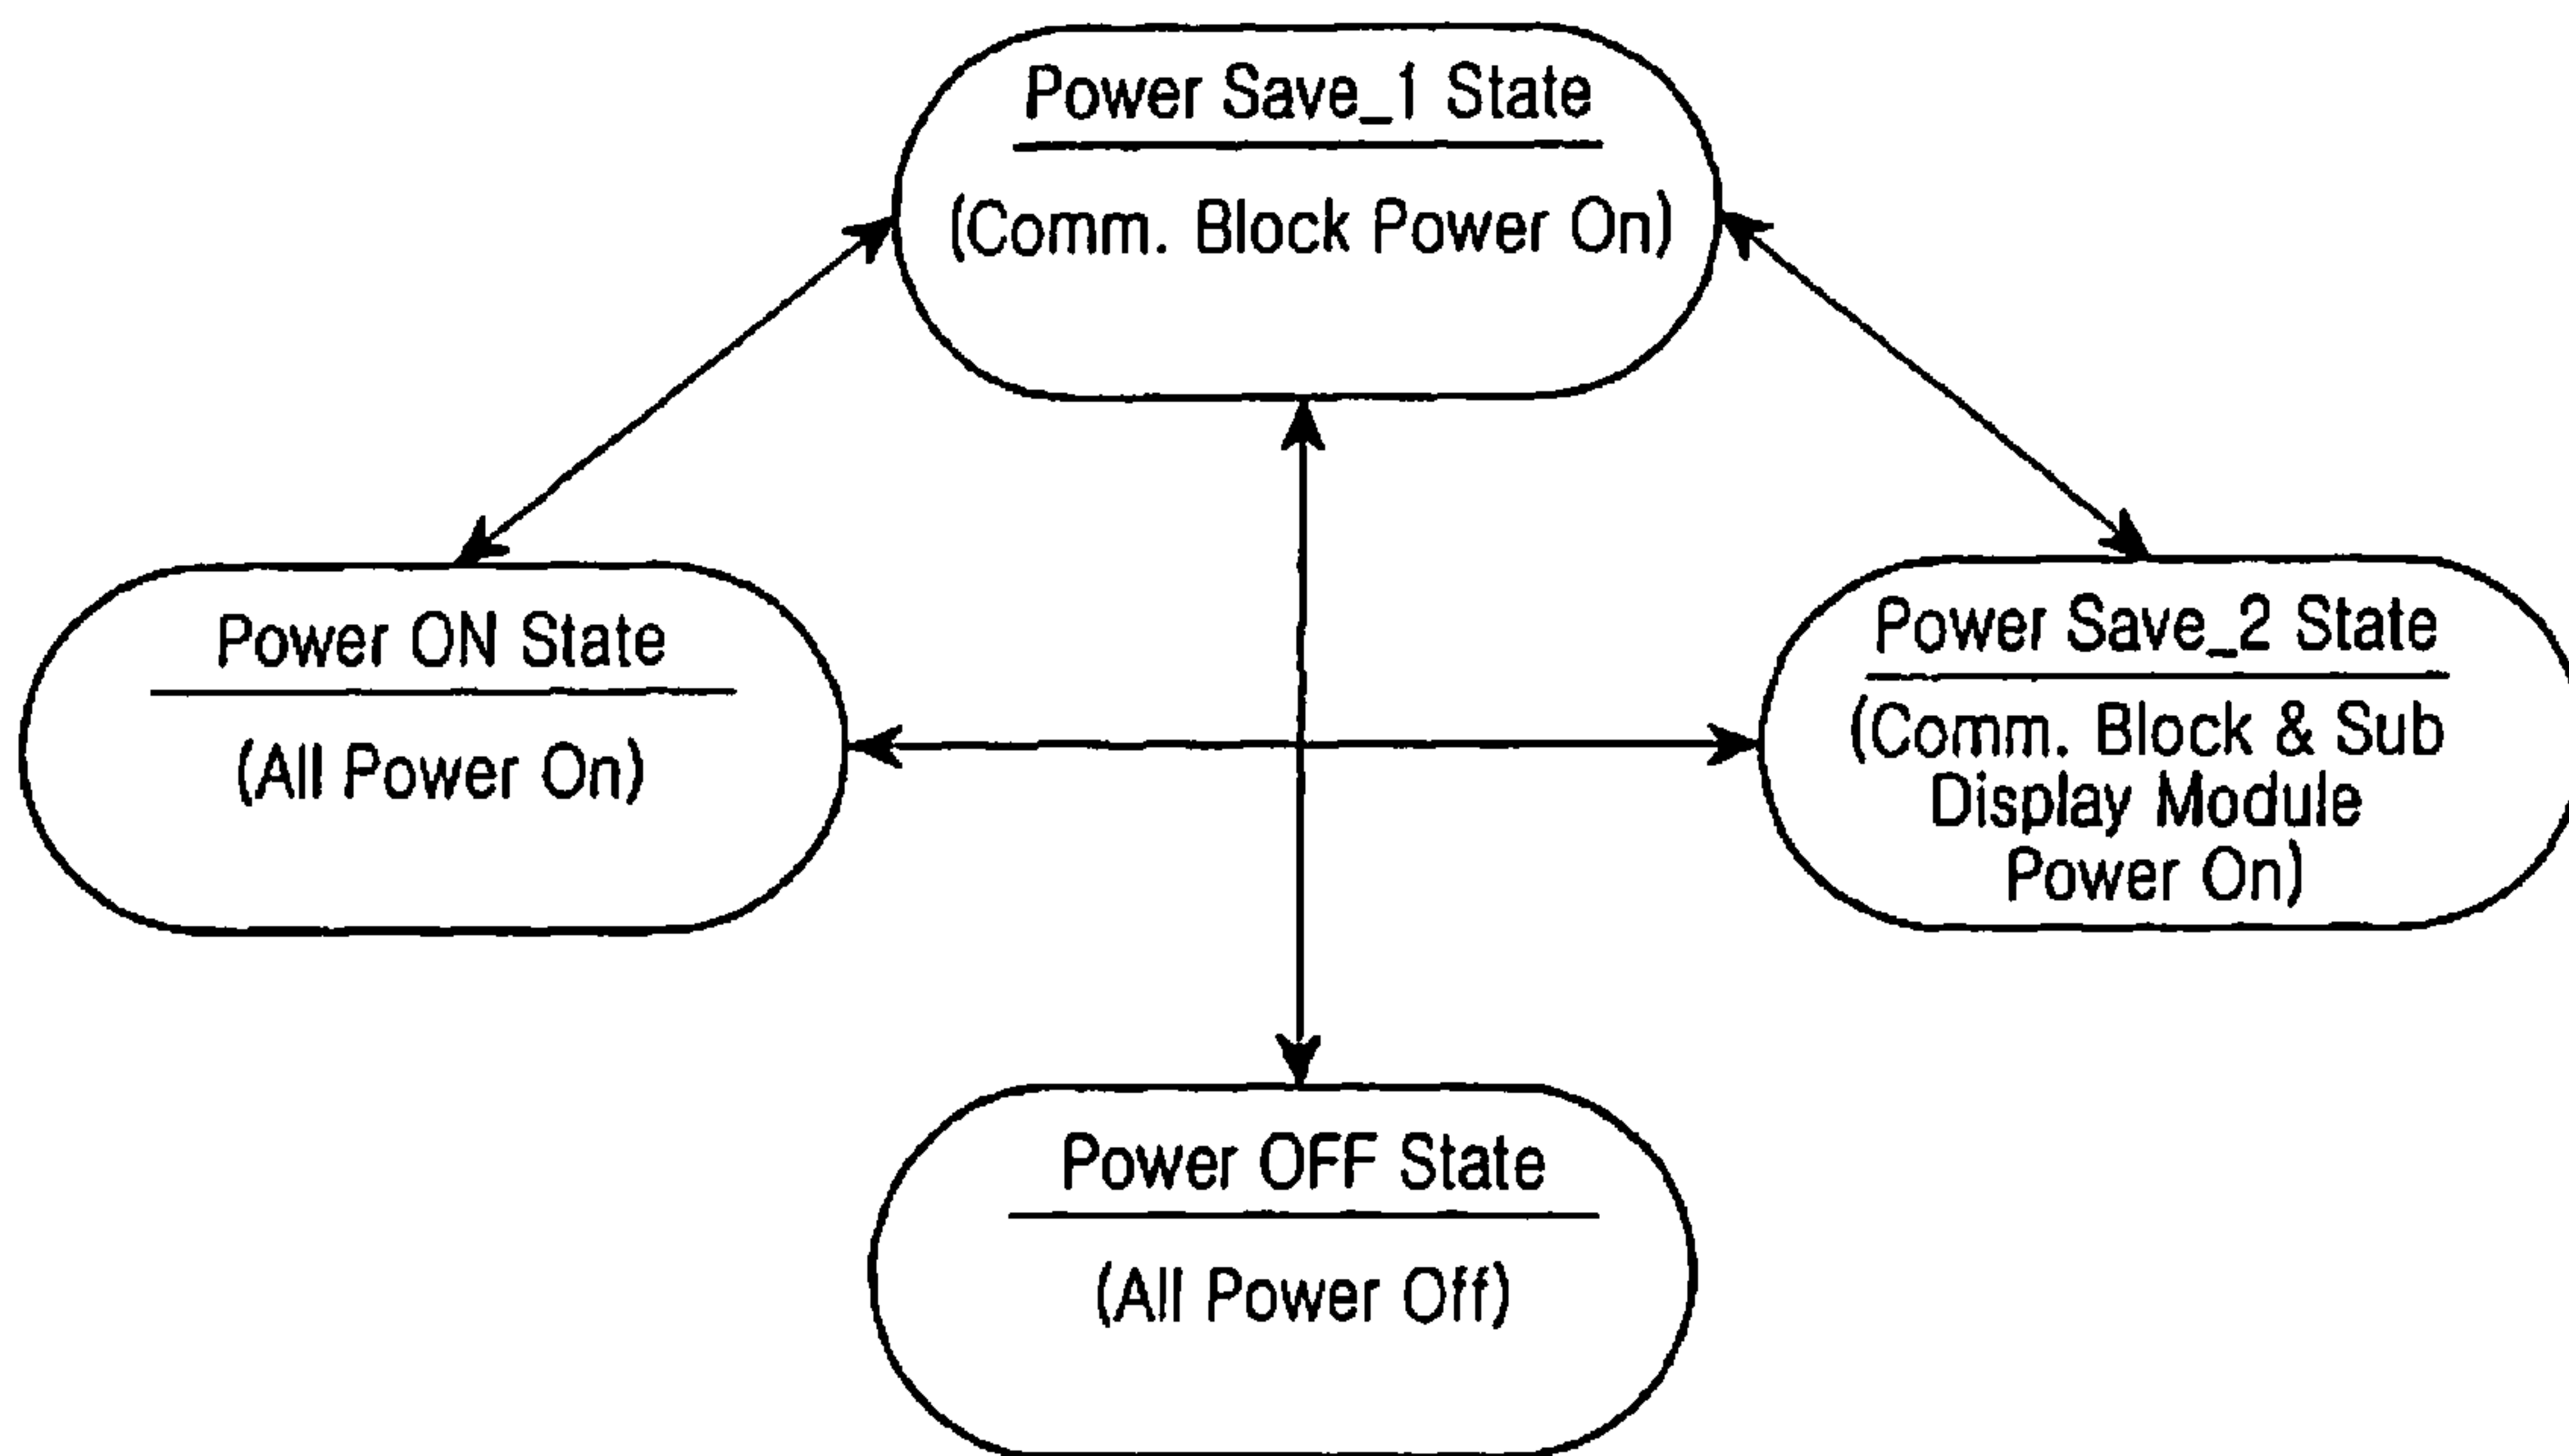 Power Save_1 State
(Comm. Block Power On)
Power ON State
(All Power On)
Power Save_2 State
(Comm. Block & Sub
Display Module
Power On)
Power OFF State
(All Power Off)